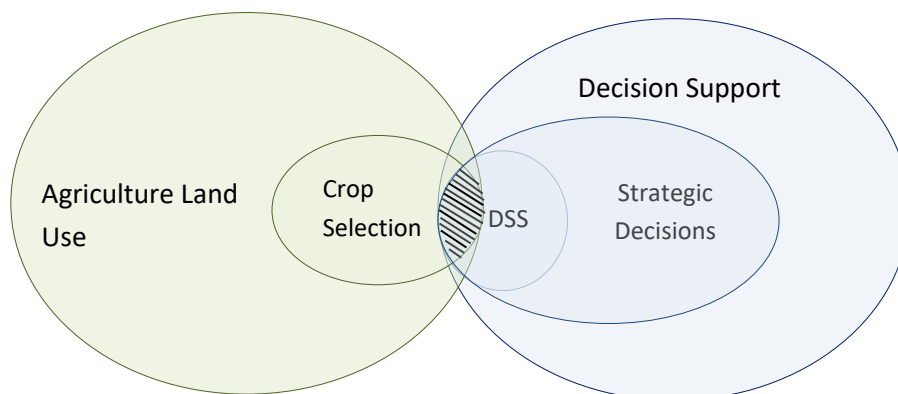 Decision Support
Agriculture Land
Use
Crop
Selection
DSS
Strategic
Decisions